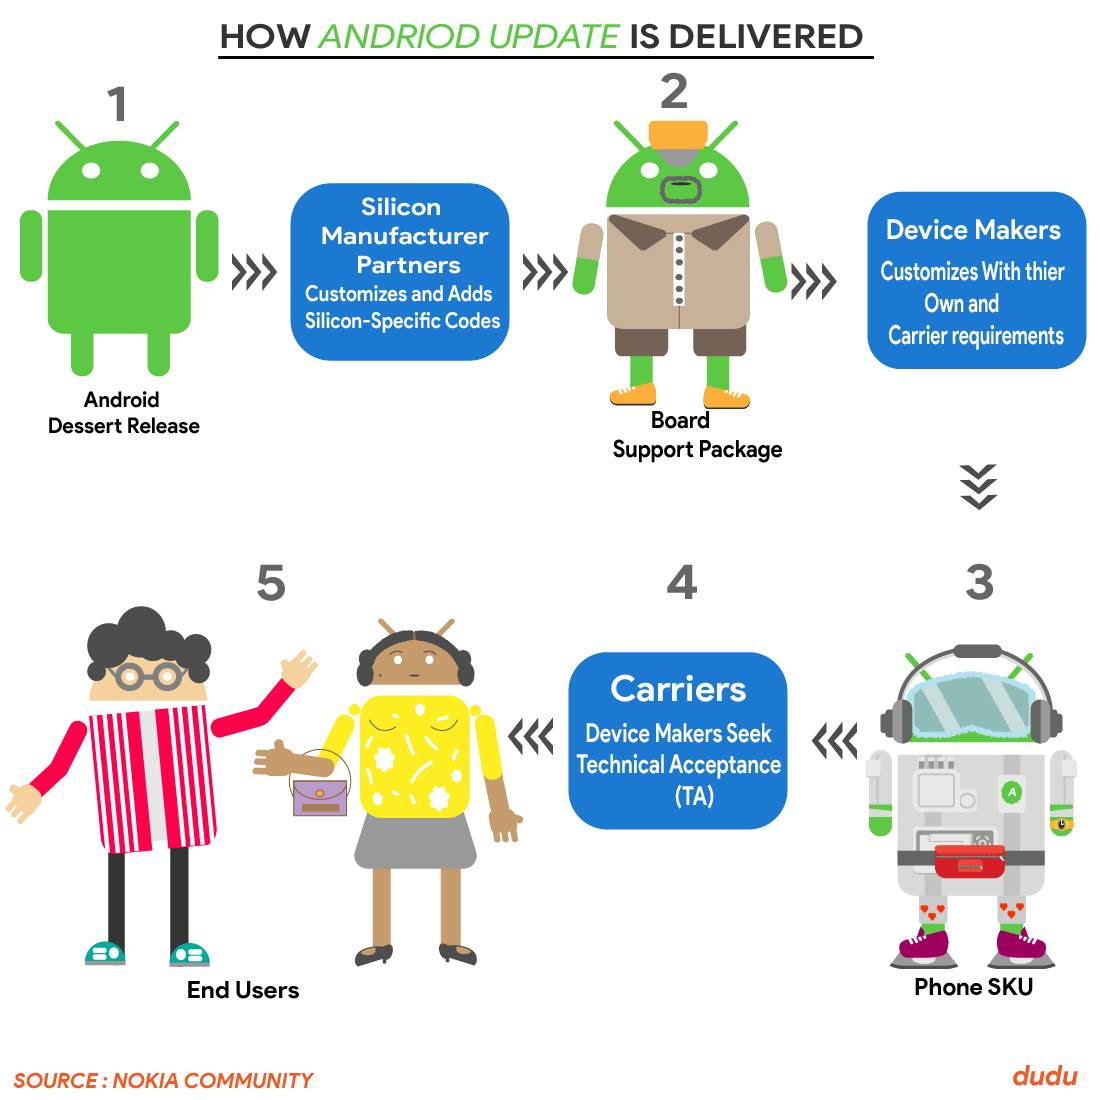 HOW ANDRIOD UPDATE IS DELIVERED
1
2
Silicon
Manufacturer
Partners
Customizes and Adds
Silicon-Specific Codes
Device Makers
Customizes With thier
Own and
Carrier requirements
Android
Dessert Release
Board
Support Package
5
4
3
Carriers
Device Makers Seek
Technical Acceptance
(TA)
A
End Users
Phone SKU
SOURCE : NOKIA COMMUNITY
dudu